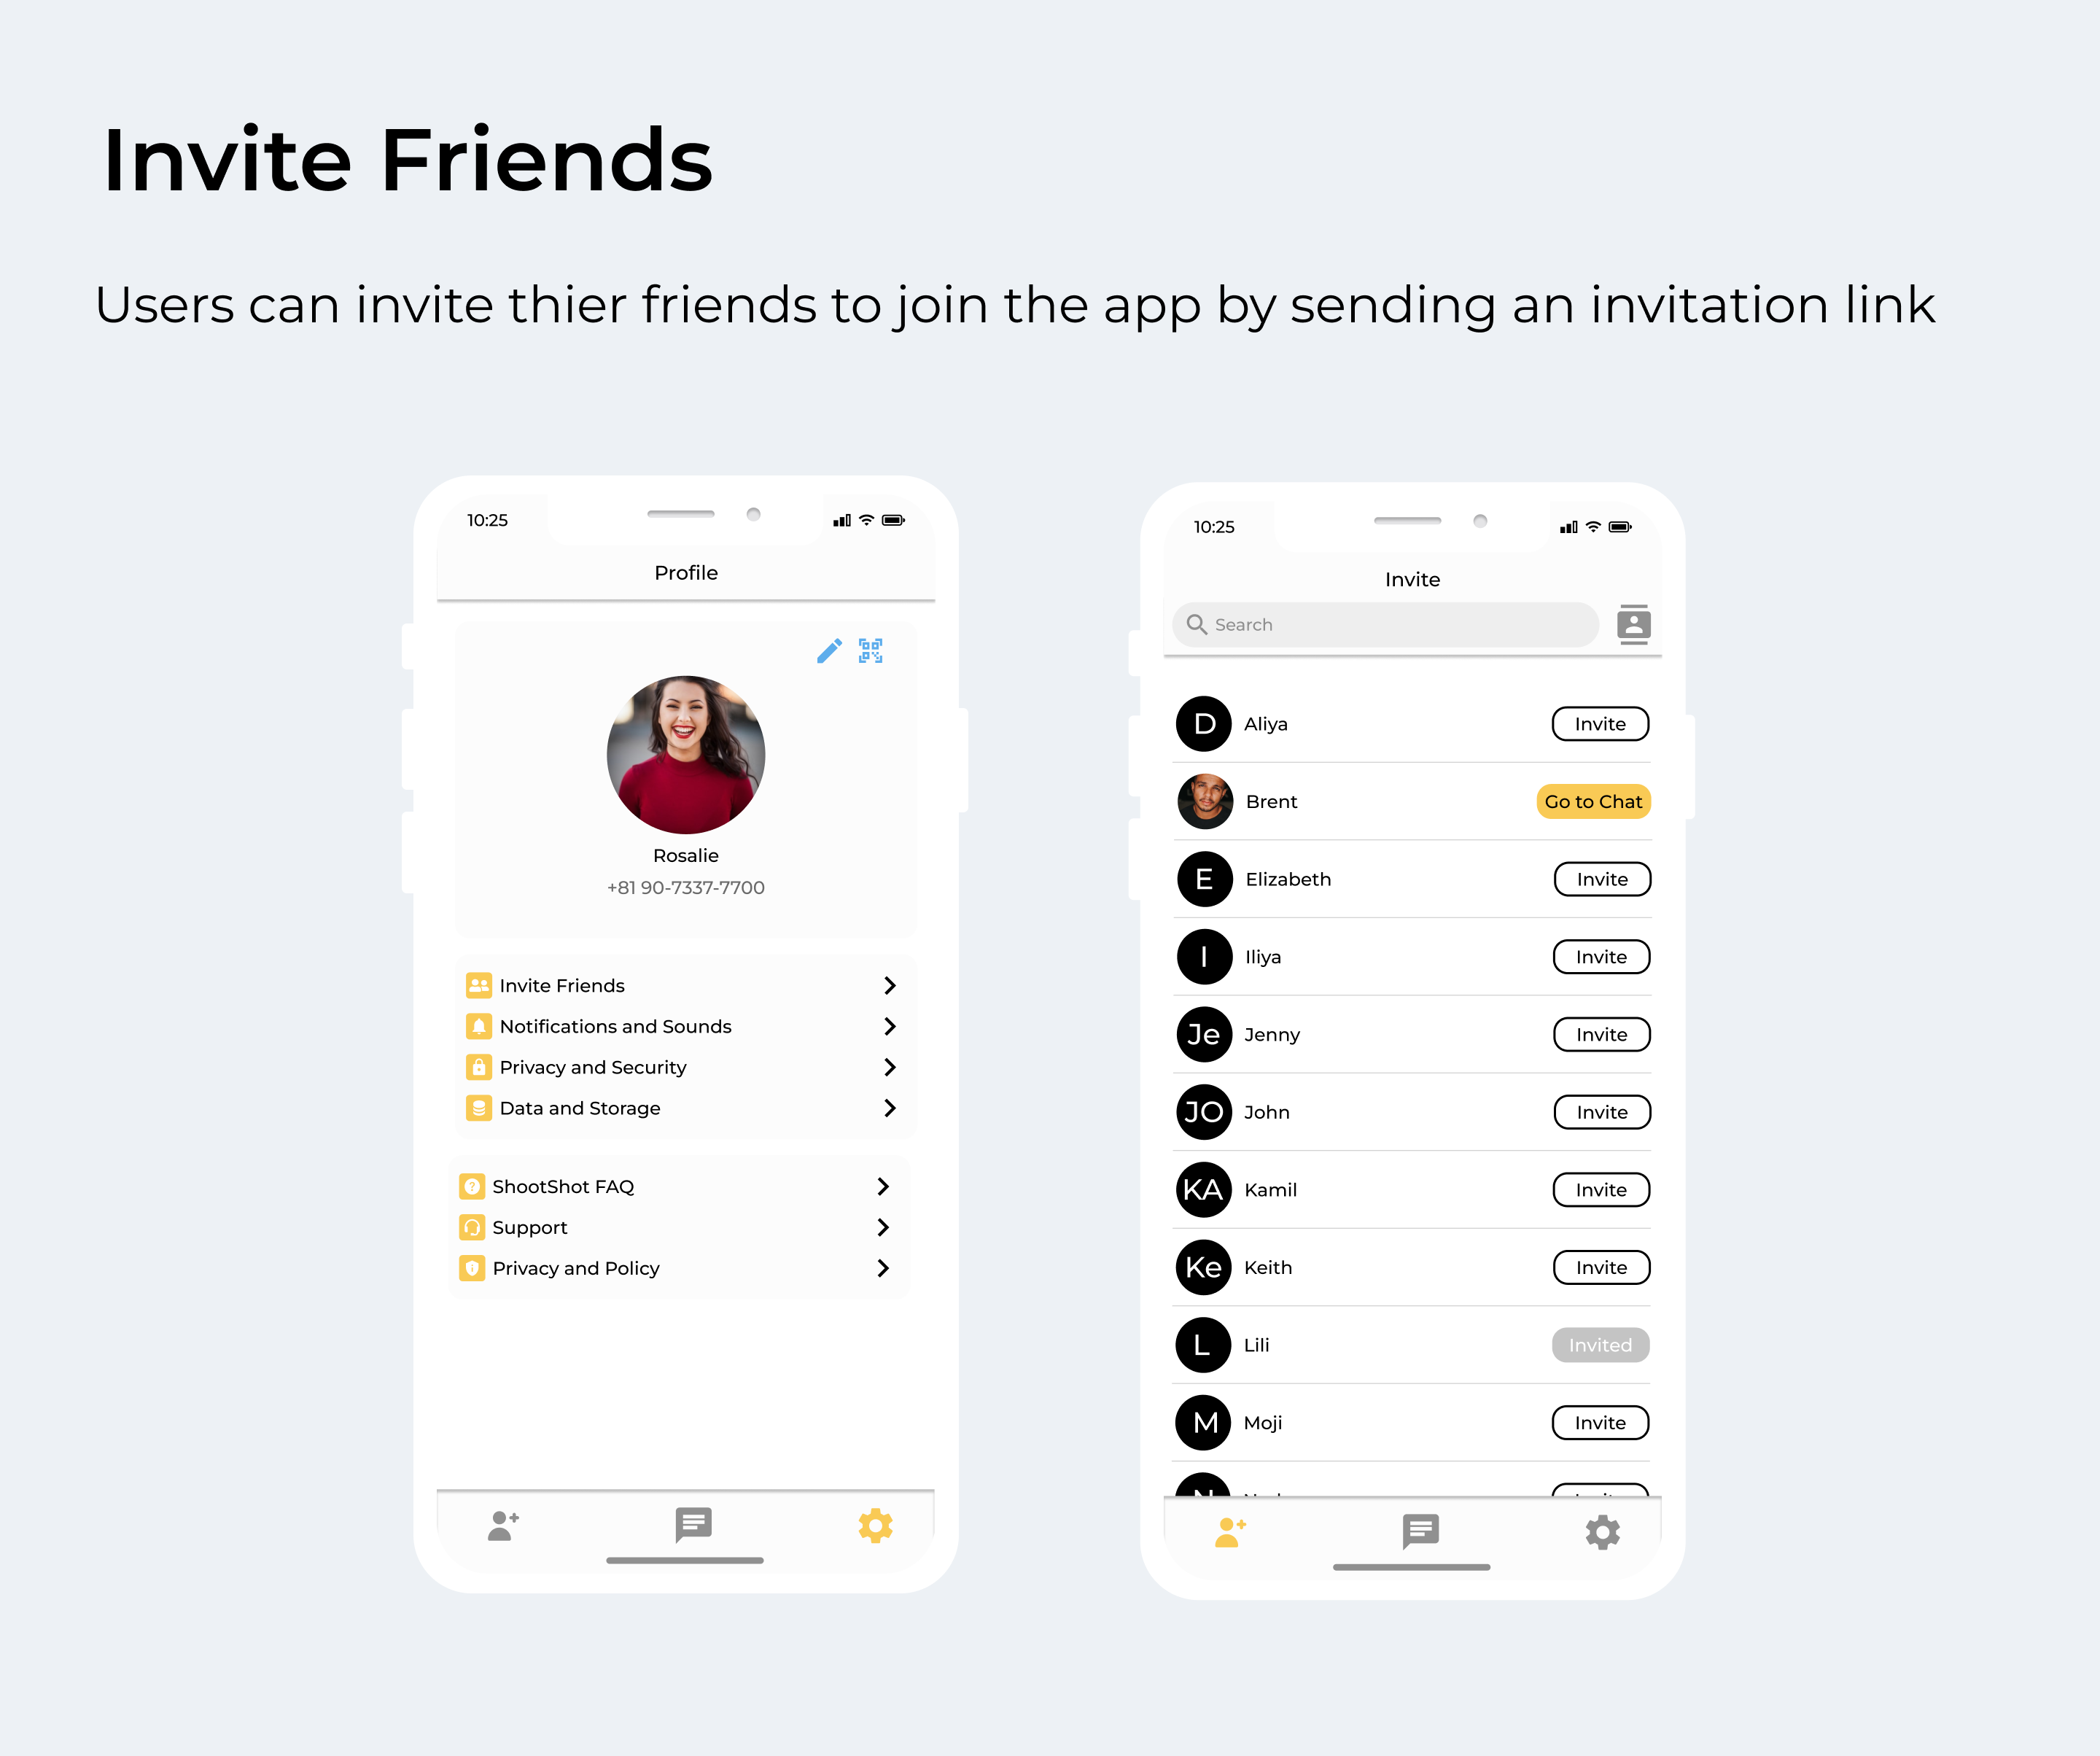 Invite Friends
Users can invite thier friends to join the app by sending an invitation link
10:25
Profile
Rosalie
+81 90-7337-7700
Invite Friends
Notifications and Sounds
Privacy and Security
Data and Storage
ShootShot FAQ
Support
Privacy and Policy
10:25
Invite
Search
D Aliya Invite
Brent Go to Chat
E Elizabeth Invite
I Iliya Invite
Je Jenny Invite
JO John Invite
KA Kamil Invite
Ke Keith Invite
L Lili Invited
M Moji Invite